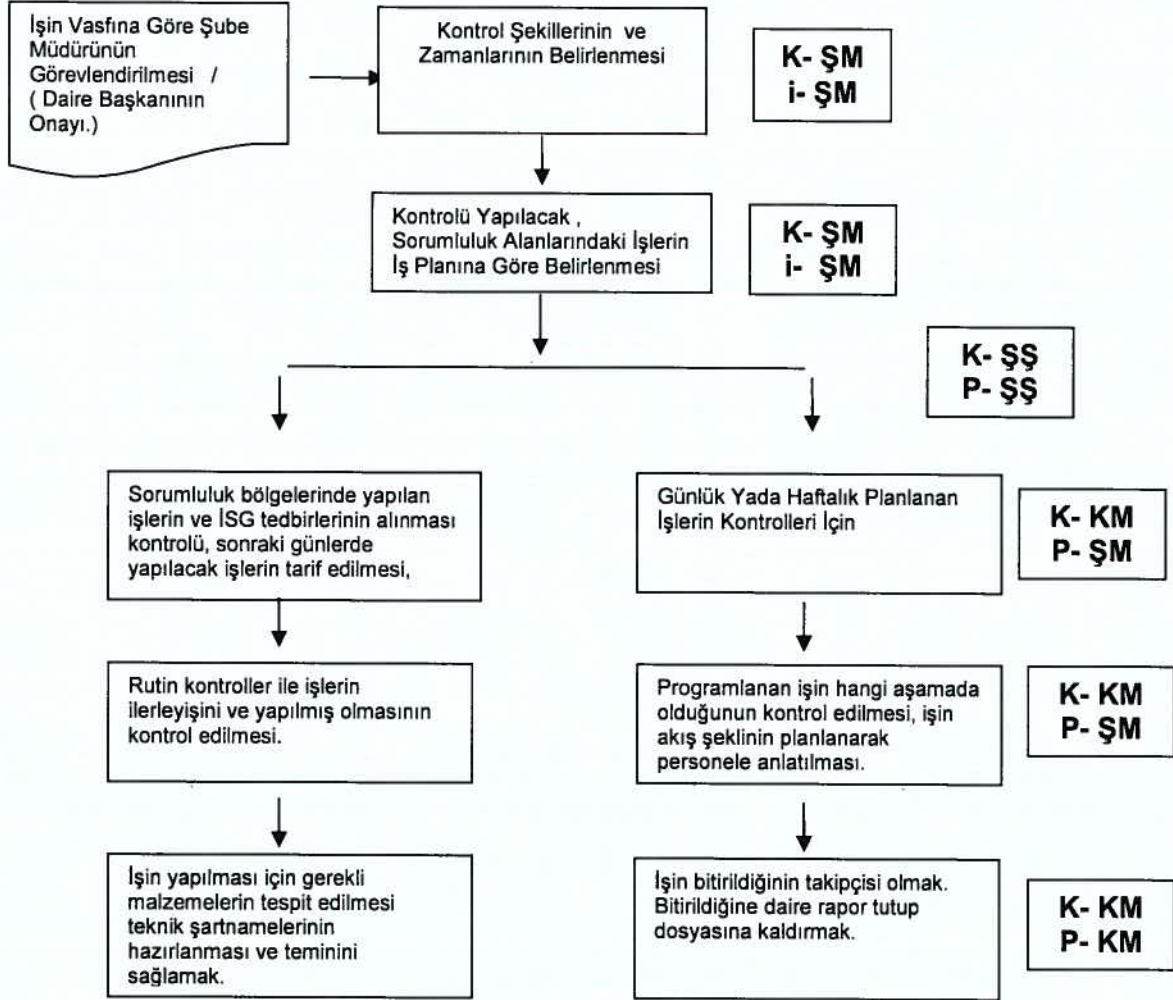 İşin Vasfına Göre Şube
Müdürünün
Görevlendirilmesi /
( Daire Başkanının
Onayı.)
Kontrol Şekillerinin ve
Zamanlarının Belirlenmesi
K- ŞM
i- ŞM
Kontrolü Yapılacak ,
Sorumluluk Alanlarındaki İşlerin
İş Planına Göre Belirlenmesi
K- ŞM
i- ŞM
K- ŞŞ
P- ŞŞ
Sorumluluk bölgelerinde yapılan
işlerin ve İSG tedbirlerinin alınması
kontrolü, sonraki günlerde
yapılacak işlerin tarif edilmesi,
Günlük Yada Haftalık Planlanan
İşlerin Kontrolleri İçin
K- KM
P- ŞM
Rutin kontroller ile işlerin
ilerleyişini ve yapılmış olmasının
kontrol edilmesi.
Programlanan işin hangi aşamada
olduğunun kontrol edilmesi, işin
akış şeklinin planlanarak
personele anlatılması.
K- KM
P- ŞM
İşin yapılması için gerekli
malzemelerin tespit edilmesi
teknik şartnamelerinin
hazırlanması ve teminini
sağlamak.
İşin bitirildiğinin takipçisi olmak.
Bitirildiğine daire rapor tutup
dosyasına kaldırmak.
K- KM
P- KM